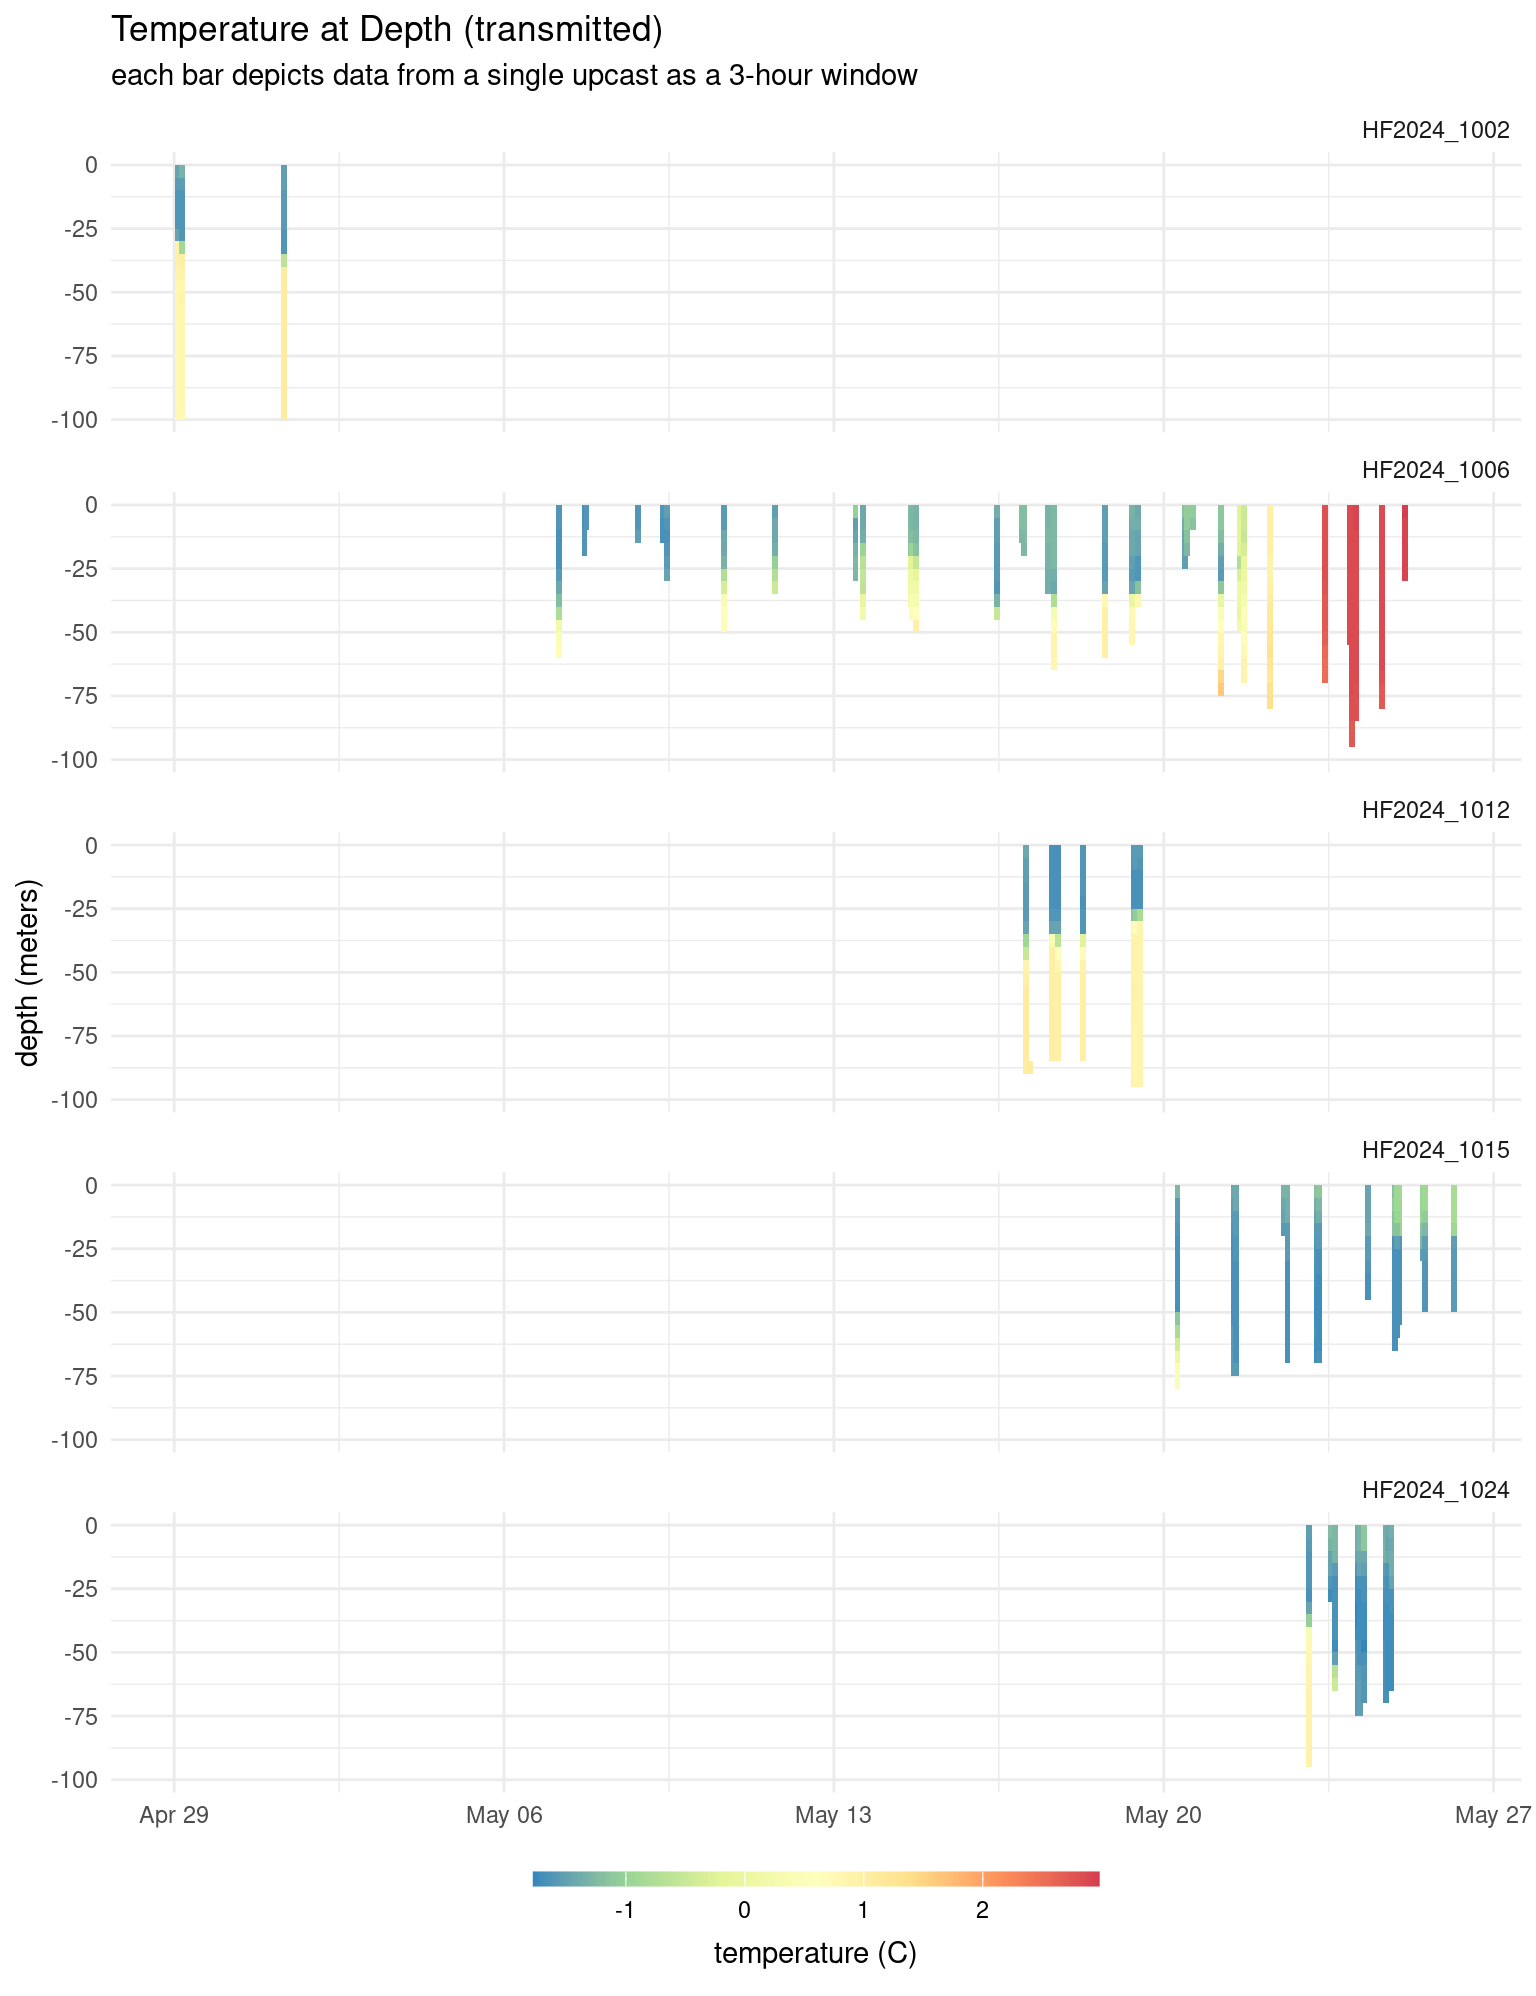 Temperature at Depth (transmitted)
each bar depicts data from a single upcast as a 3-hour window
HF2024_1002
0
-25
-50
-75
-100
HF2024_1006
0
-25
-50
-75
-100
HF2024_1012
0
-25
-50
-75
-100
depth (meters)
HF2024_1015
0
-25
-50
-75
-100
HF2024_1024
0
-25
-50
-75
-100
Apr 29 May 06 May 13 May 20 May 27
-1 0 1 2
temperature (C)